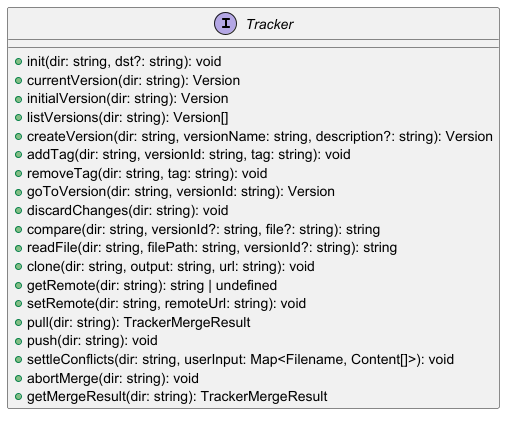 I Tracker
init(dir: string, dst?: string): void
currentVersion(dir: string): Version
initialVersion(dir: string): Version
listVersions(dir: string): Version[]
createVersion(dir: string, versionName: string, description?: string): Version
addTag(dir: string, versionId: string, tag: string): void
removeTag(dir: string, tag: string): void
goToVersion(dir: string, versionId: string): Version
discardChanges(dir: string): void
compare(dir: string, versionId?: string, file?: string): string
readFile(dir: string, filePath: string, versionId?: string): string
clone(dir: string, output: string, url: string): void
getRemote(dir: string): string | undefined
setRemote(dir: string, remoteUrl: string): void
pull(dir: string): TrackerMergeResult
push(dir: string): void
settleConflicts(dir: string, userInput: Map<Filename, Content[]>): void
abortMerge(dir: string): void
getMergeResult(dir: string): TrackerMergeResult